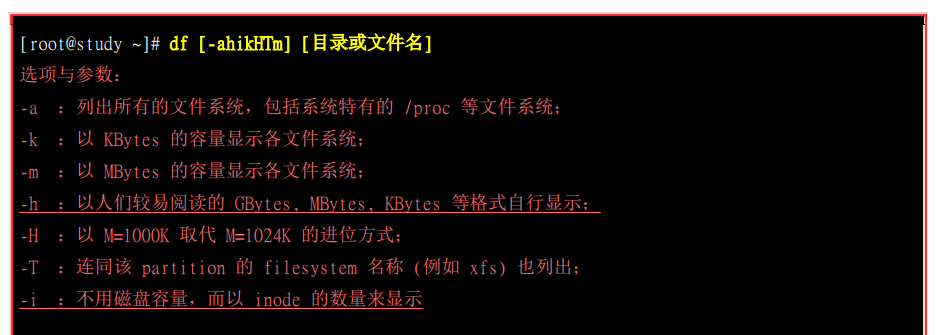 [root@study ~]# df [-ahikHTm] [目录或文件名]
选项与参数:
-a ：列出所有的文件系统，包括系统特有的 /proc 等文件系统；
-k ：以 KBytes 的容量显示各文件系统；
-m ：以 MBytes 的容量显示各文件系统；
-h ：以人们较易阅读的 GBytes, MBytes, KBytes 等格式自行显示；
-H ：以 M=1000K 取代 M=1024K 的进位方式；
-T ：连同该 partition 的 filesystem 名称 (例如 xfs) 也列出；
-i ：不用磁盘容量，而以 inode 的数量来显示